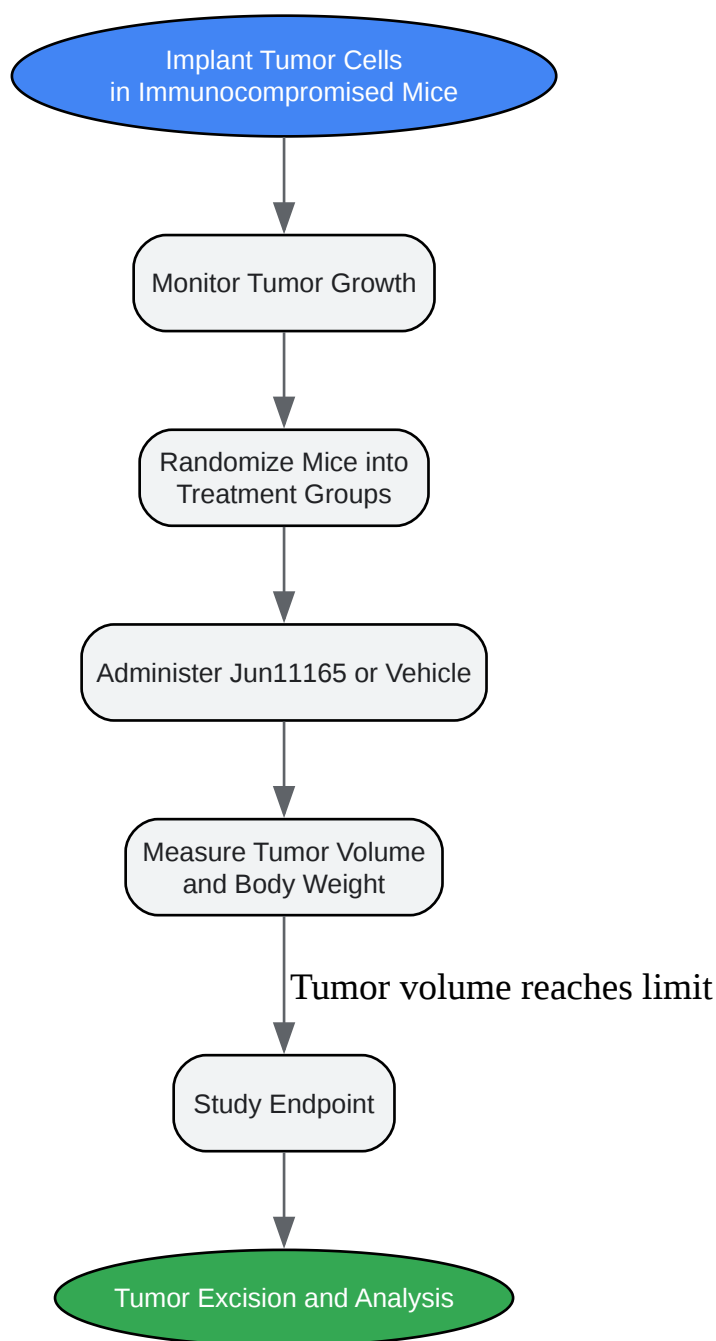 Implant Tumor Cells
in Immunocompromised Mice
Monitor Tumor Growth
Randomize Mice into
Treatment Groups
Administer Jun11165 or Vehicle
Measure Tumor Volume
and Body Weight
Tumor volume reaches limit
Study Endpoint
Tumor Excision and Analysis